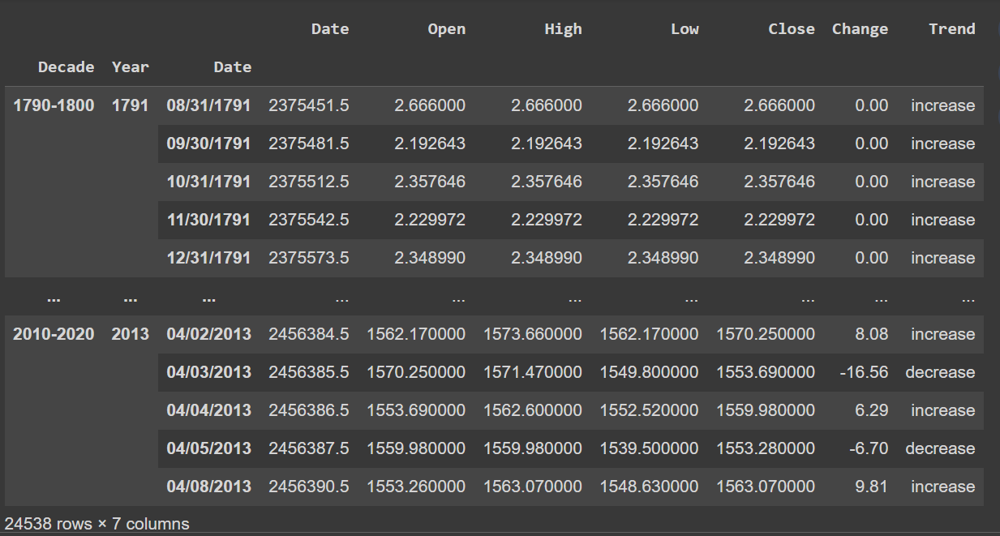 Date Open High Low Close Change Trend
Decade Year Date
1790-1800 1791 08/31/1791 2375451.5 2.666000 2.666000 2.666000 2.666000 0.00 increase
09/30/1791 2375481.5 2.192643 2.192643 2.192643 2.192643 0.00 increase
10/31/1791 2375512.5 2.357646 2.357646 2.357646 2.357646 0.00 increase
11/30/1791 2375542.5 2.229972 2.229972 2.229972 2.229972 0.00 increase
12/31/1791 2375573.5 2.348990 2.348990 2.348990 2.348990 0.00 increase
... ... ... ... ... ... ... ... ... ...
2010-2020 2013 04/02/2013 2456384.5 1562.170000 1573.660000 1562.170000 1570.250000 8.08 increase
04/03/2013 2456385.5 1570.250000 1571.470000 1549.800000 1553.690000 -16.56 decrease
04/04/2013 2456386.5 1553.690000 1562.600000 1552.520000 1559.980000 6.29 increase
04/05/2013 2456387.5 1559.980000 1559.980000 1539.500000 1553.280000 -6.70 decrease
04/08/2013 2456390.5 1553.260000 1563.070000 1548.630000 1563.070000 9.81 increase
24538 rows × 7 columns